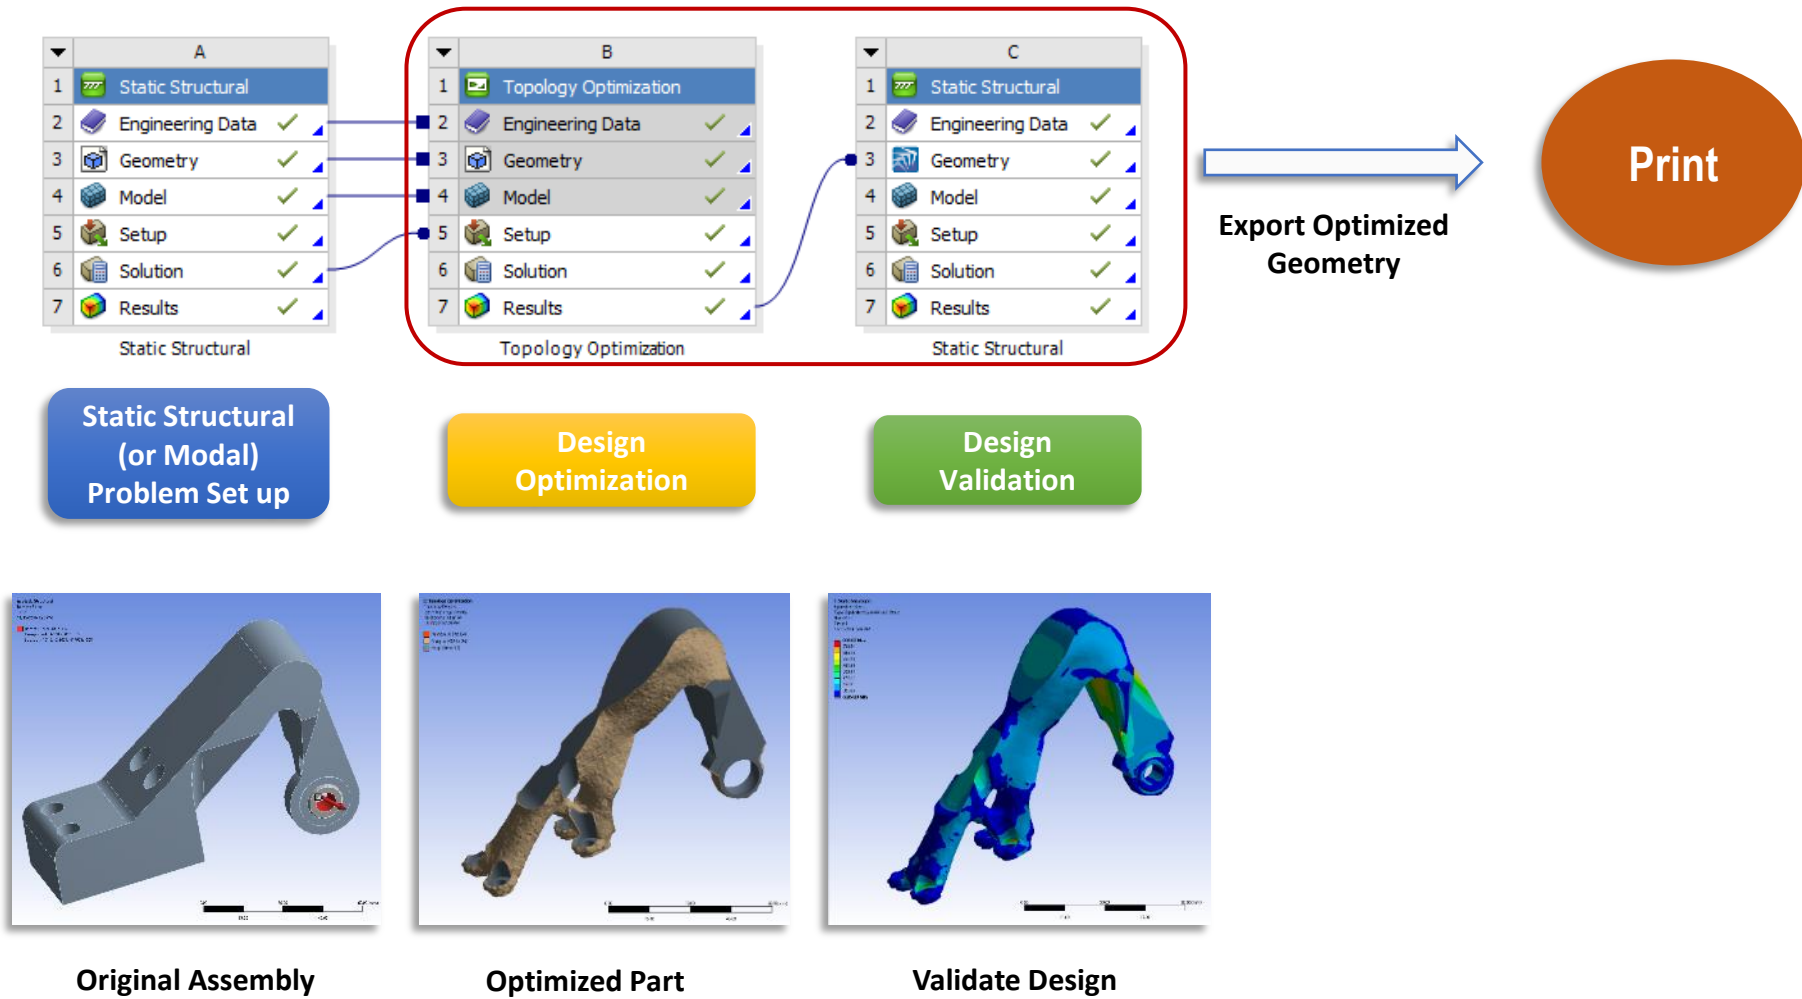 A
1 Static Structural
2 Engineering Data
3 Geometry
4 Model
5 Setup
6 Solution
7 Results
Static Structural
B
1 Topology Optimization
2 Engineering Data
3 Geometry
4 Model
5 Setup
6 Solution
7 Results
Topology Optimization
C
1 Static Structural
2 Engineering Data
3 Geometry
4 Model
5 Setup
6 Solution
7 Results
Static Structural
Export Optimized
Geometry
Print
Static Structural
(or Modal)
Problem Set up
Design
Optimization
Design
Validation
Original Assembly
Optimized Part
Validate Design